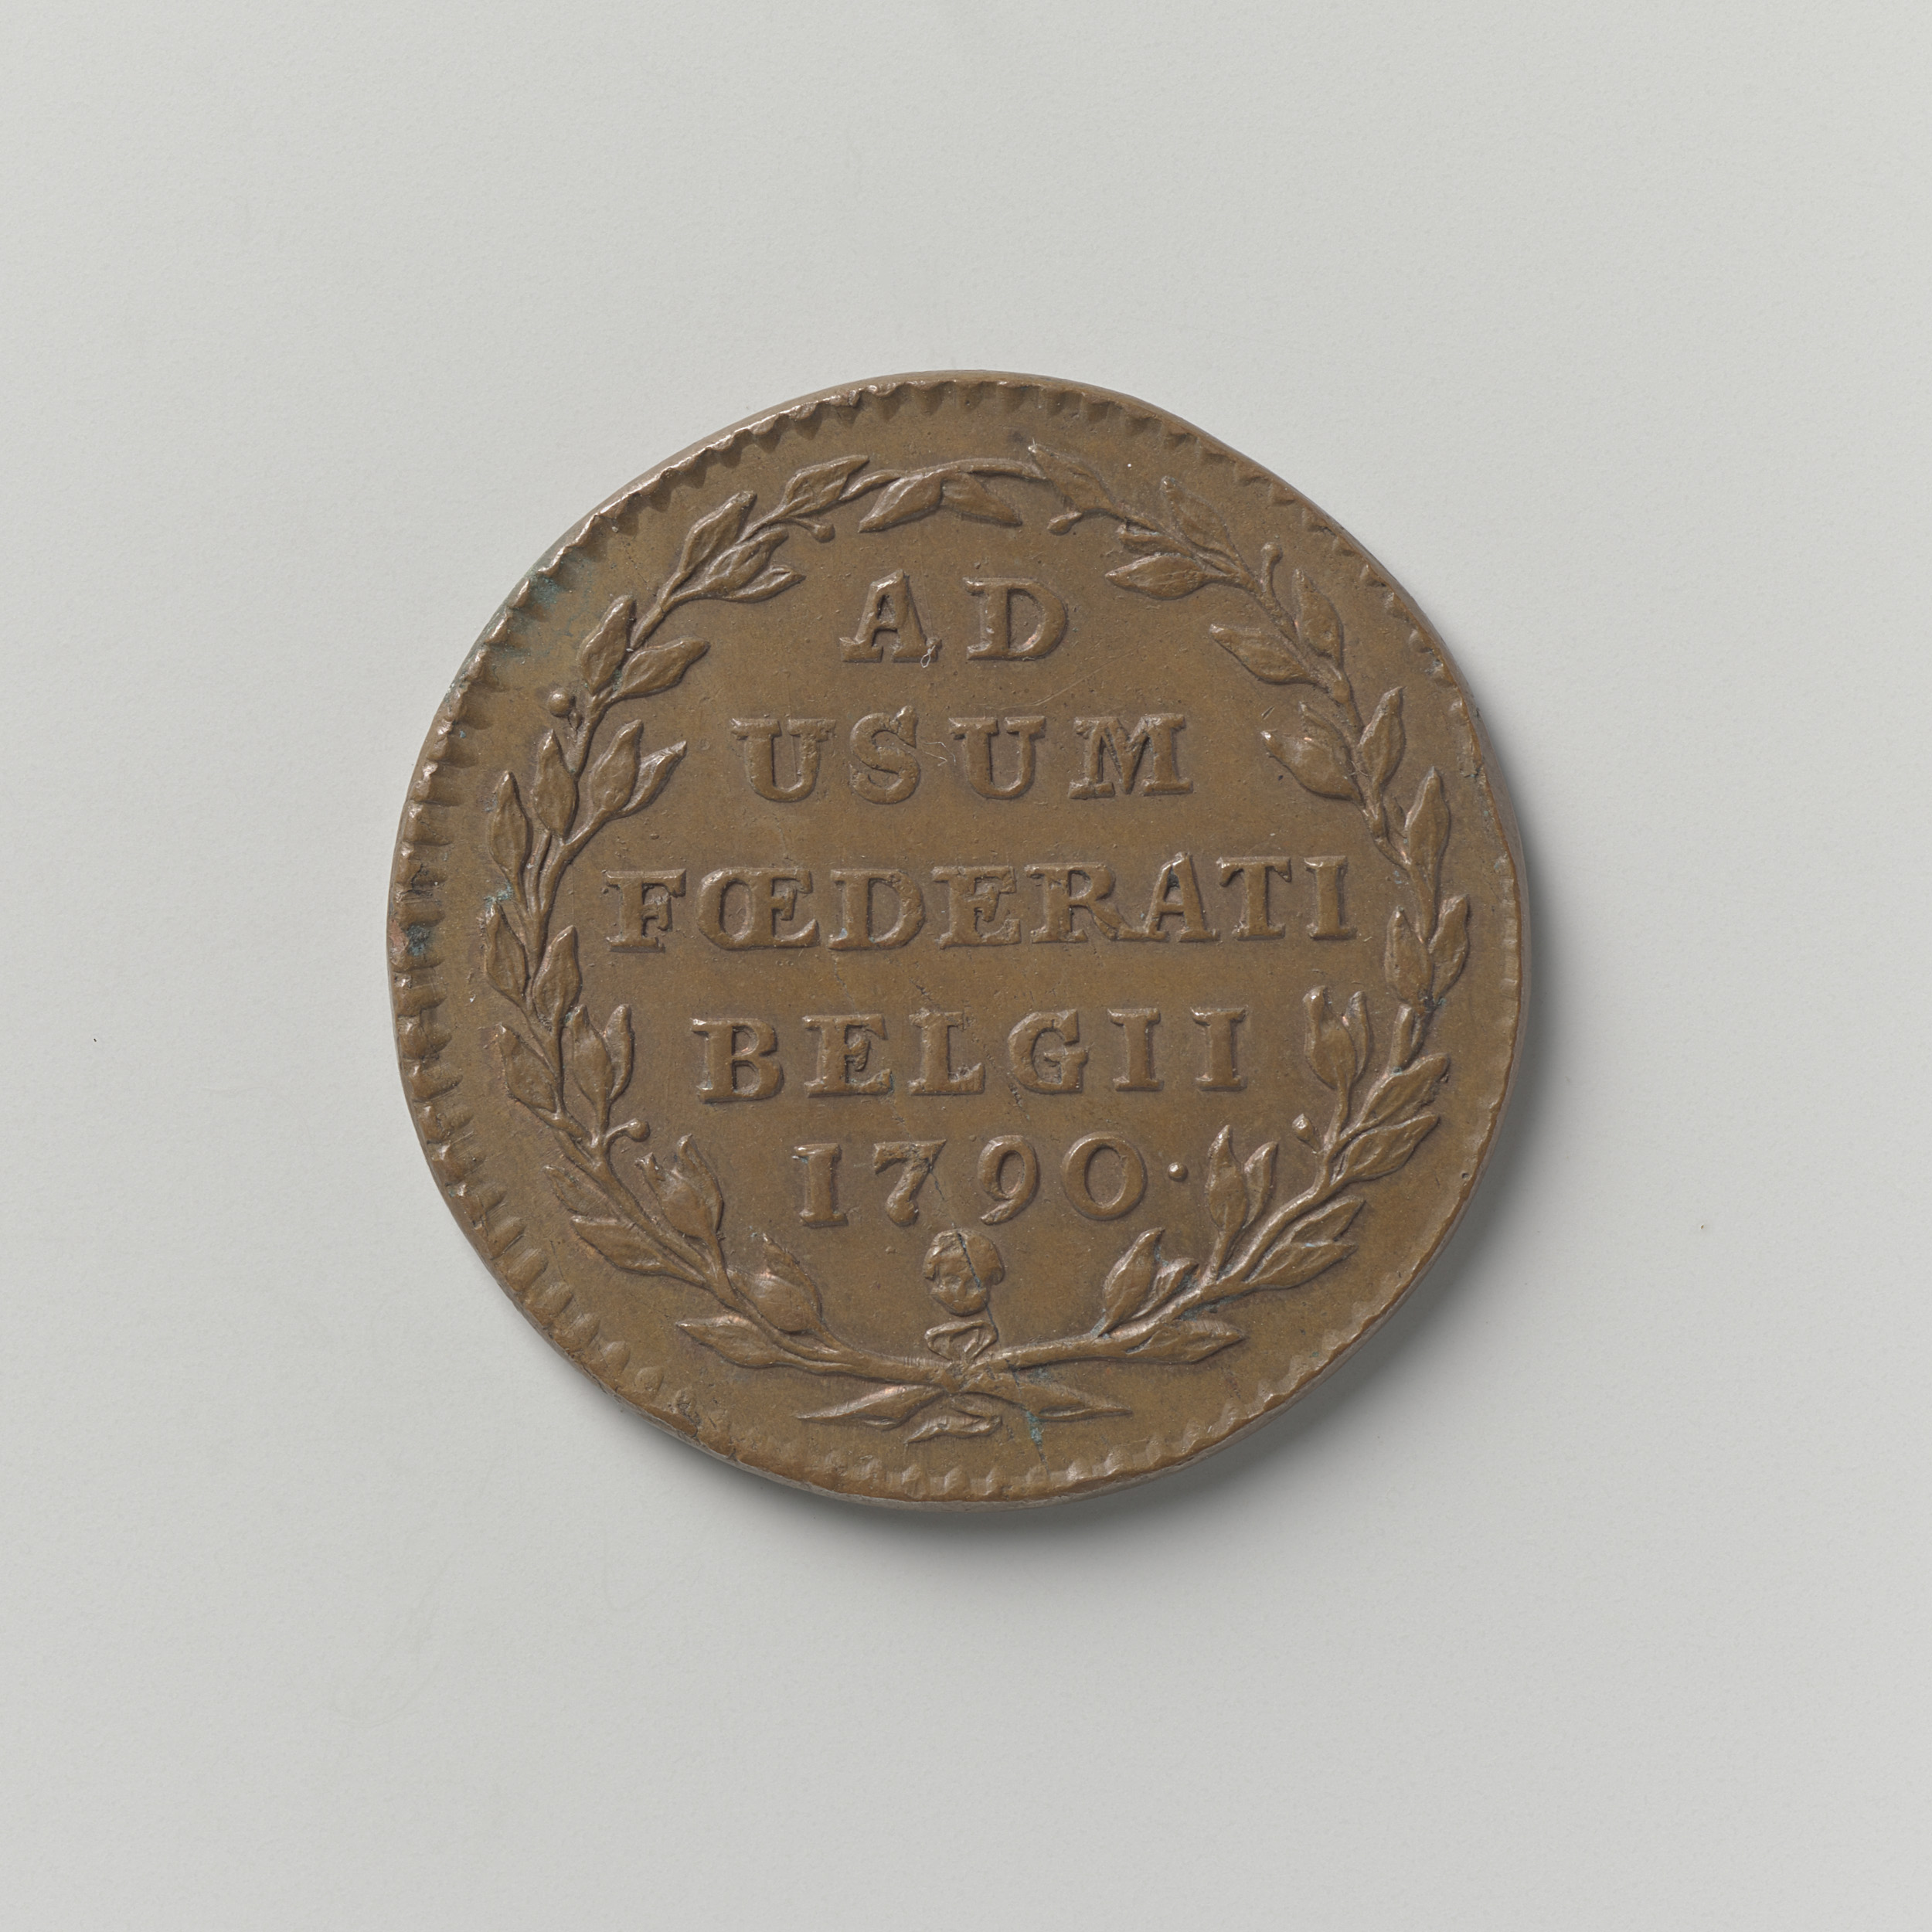 AD
USUM
FŒDERATI
BELGII
1790·